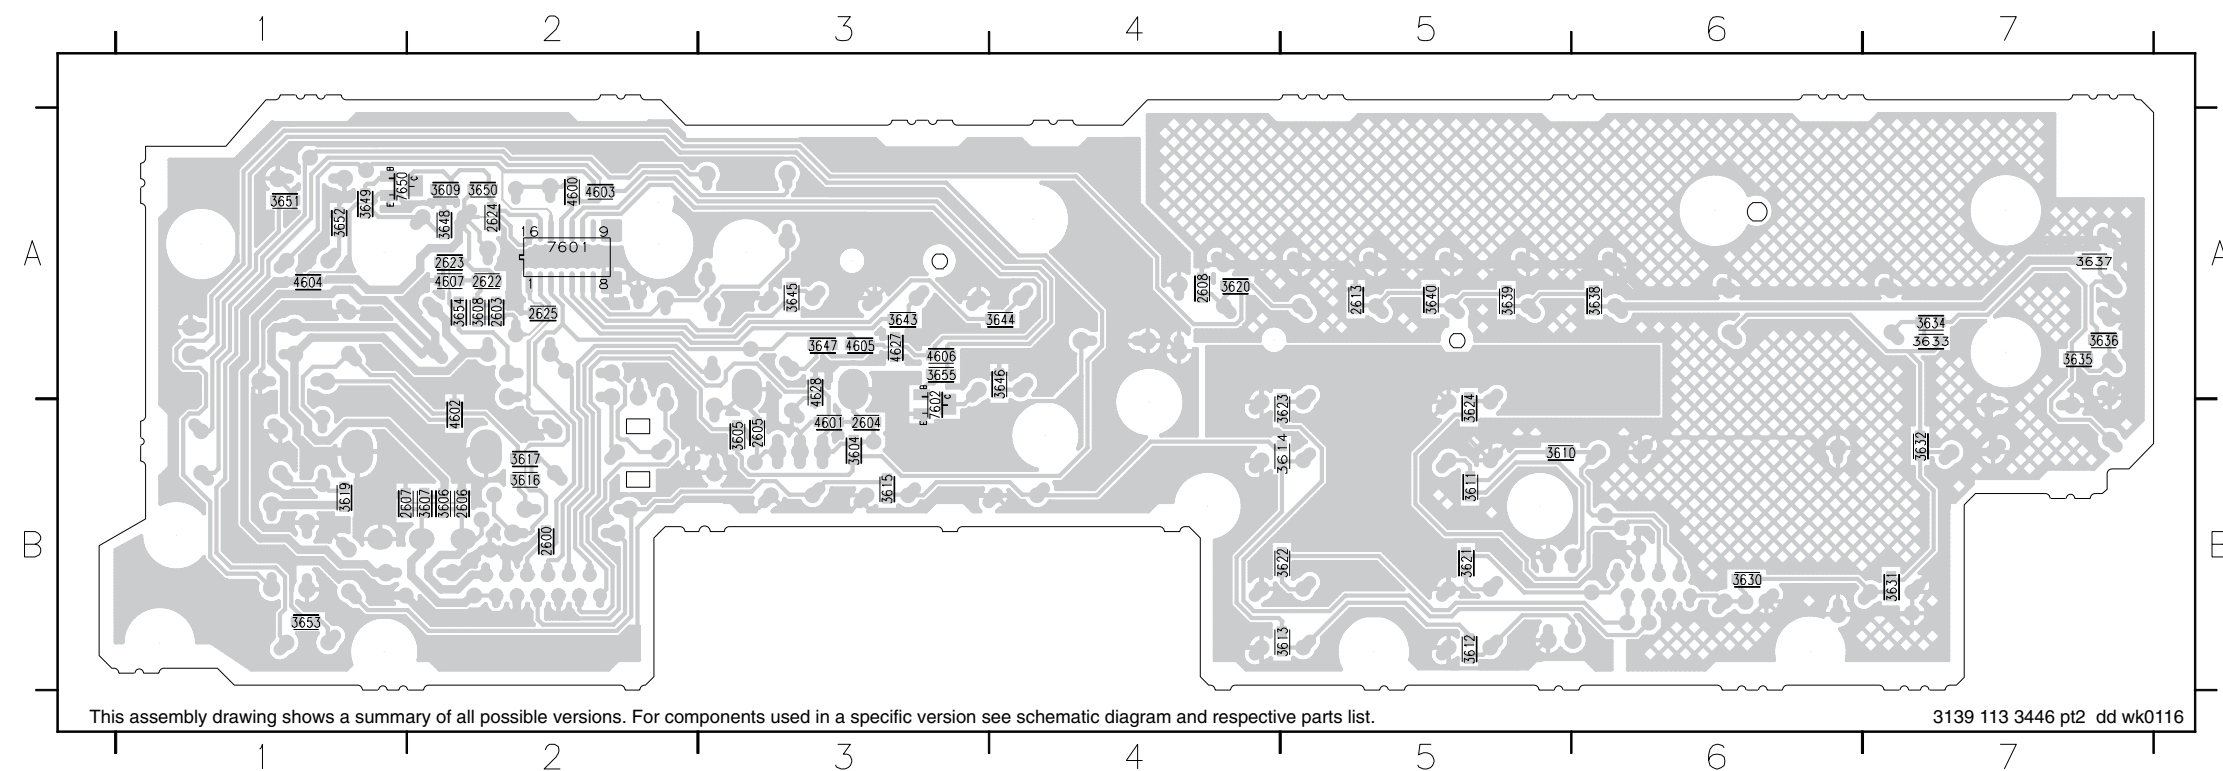 1 2 3 4 5 6 7
A A
B
7650 B C E
3609 3650 4600 4603
3651 3649
3652 3648 2624
16 9
7601
2623
4604 4607 2622 1 8
3654 3608 2603 2625
3645 2608 3620 2613 3640 3639 3638 3637
3643 3644
3634
3647 4605 4627 3633 3636
4606
3655 3635
4628 3646
B C E 7602
4602 3623 3624
3605 2605 4601 2604
3604 3614 3610 3632
3617
3616
3619 2607 3607 3606 2606 3615 3611
2600
3622 3621 3630 3631
3653
3613 3612
This assembly drawing shows a summary of all possible versions. For components used in a specific version see schematic diagram and respective parts list.
3139 113 3446 pt2 dd wk0116
1 2 3 4 5 6 7